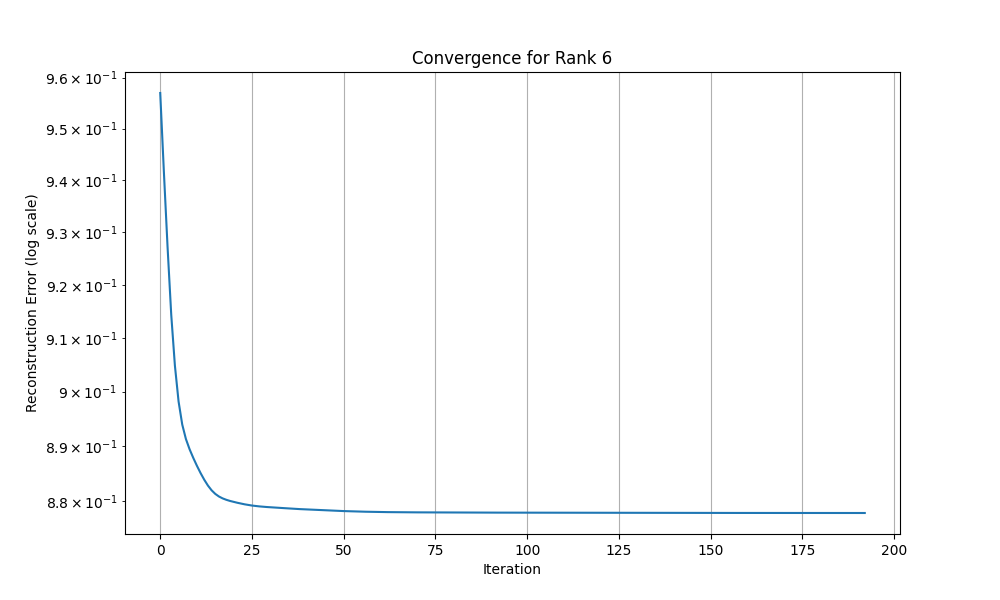 Convergence for Rank 6
Reconstruction Error (log scale)
9.6 × 10⁻¹
9.5 × 10⁻¹
9.4 × 10⁻¹
9.3 × 10⁻¹
9.2 × 10⁻¹
9.1 × 10⁻¹
9 × 10⁻¹
8.9 × 10⁻¹
8.8 × 10⁻¹
0 25 50 75 100 125 150 175 200
Iteration